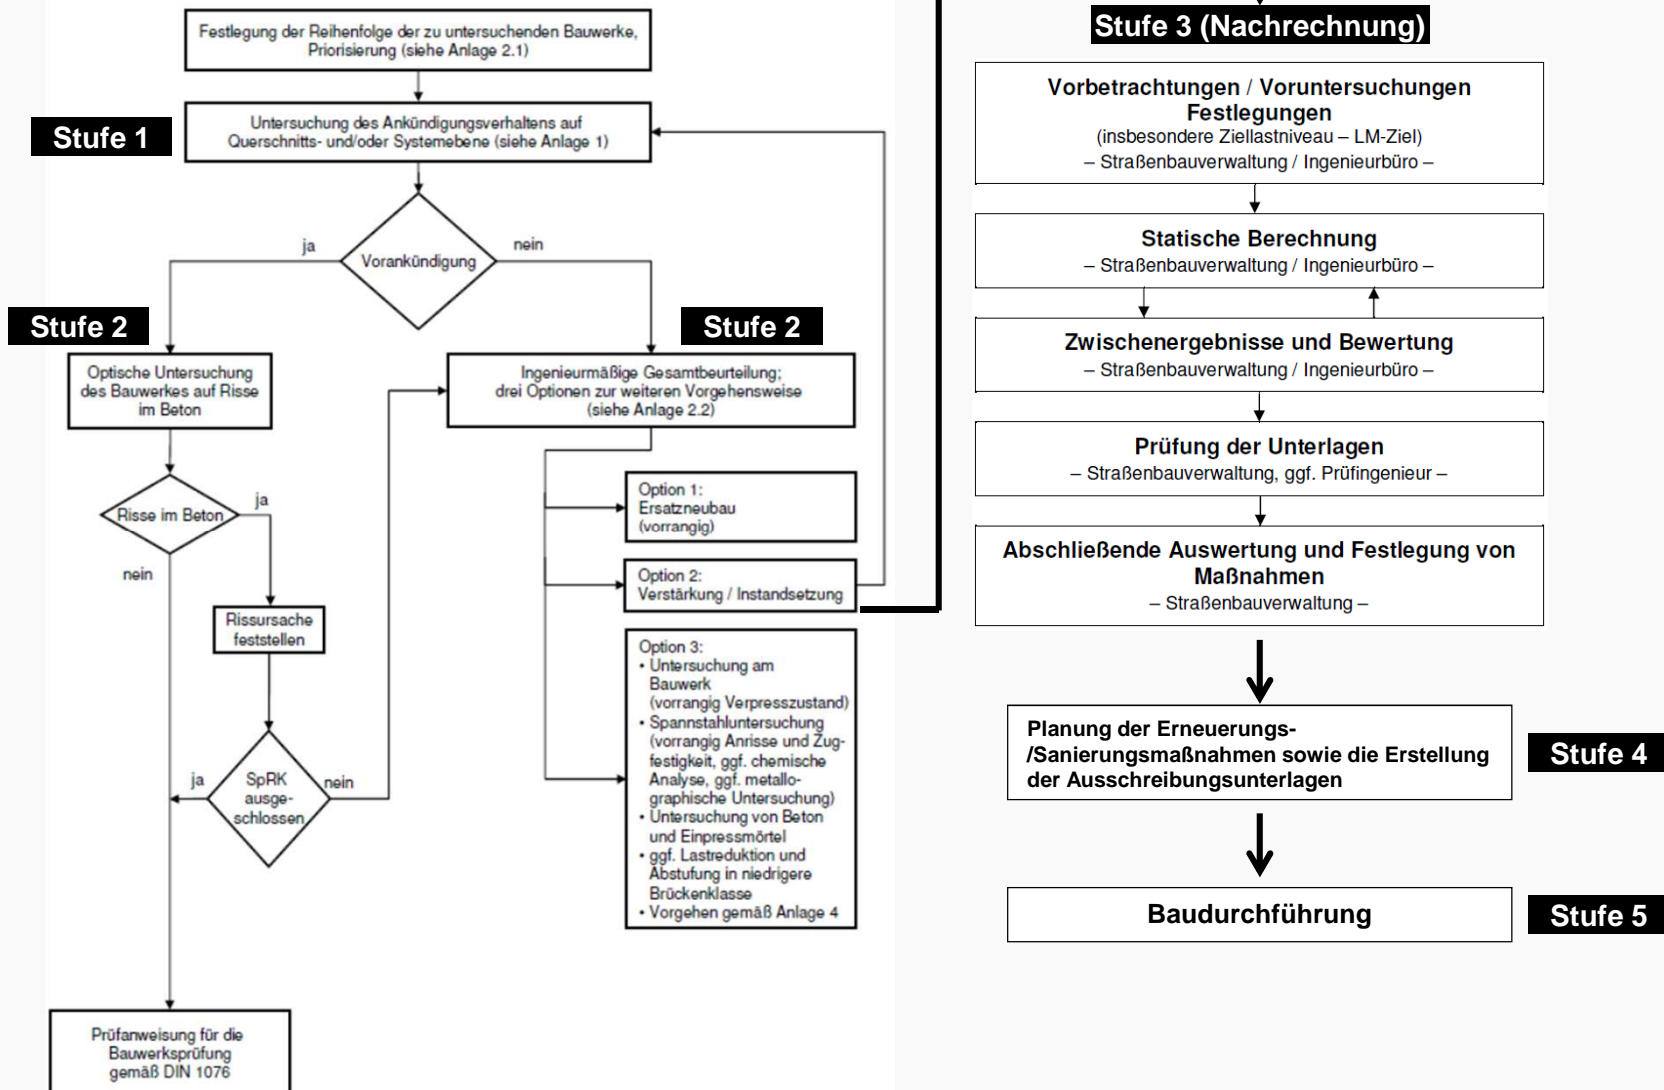 Festlegung der Reihenfolge der zu untersuchenden Bauwerke,
Priorisierung (siehe Anlage 2.1)
Stufe 1
Untersuchung des Ankündigungsverhaltens auf
Querschnitts- und/oder Systemebene (siehe Anlage 1)
ja
Vorankündigung
nein
Stufe 2
Stufe 2
Optische Untersuchung
des Bauwerkes auf Risse
im Beton
Ingenieurmäßige Gesamtbeurteilung;
drei Optionen zur weiteren Vorgehensweise
(siehe Anlage 2.2)
Risse im Beton
ja
nein
Rissursache
feststellen
ja
SpRK
ausge-
schlossen
nein
Option 1:
Ersatzneubau
(vorrangig)
Option 2:
Verstärkung / Instandsetzung
Option 3:
• Untersuchung am
Bauwerk
(vorrangig Verpresszustand)
• Spannstahluntersuchung
(vorrangig Anrisse und Zug-
festigkeit, ggf. chemische
Analyse, ggf. metallo-
graphische Untersuchung)
• Untersuchung von Beton
und Einpressmörtel
• ggf. Lastreduktion und
Abstufung in niedrigere
Brückenklasse
• Vorgehen gemäß Anlage 4
Prüfanweisung für die
Bauwerksprüfung
gemäß DIN 1076
Stufe 3 (Nachrechnung)
Vorbetrachtungen / Voruntersuchungen
Festlegungen
(insbesondere Ziellastniveau – LM-Ziel)
– Straßenbauverwaltung / Ingenieurbüro –
Statische Berechnung
– Straßenbauverwaltung / Ingenieurbüro –
Zwischenergebnisse und Bewertung
– Straßenbauverwaltung / Ingenieurbüro –
Prüfung der Unterlagen
– Straßenbauverwaltung, ggf. Prüfingenieur –
Abschließende Auswertung und Festlegung von
Maßnahmen
– Straßenbauverwaltung –
Planung der Erneuerungs-
/Sanierungsmaßnahmen sowie die Erstellung
der Ausschreibungsunterlagen
Stufe 4
Baudurchführung
Stufe 5